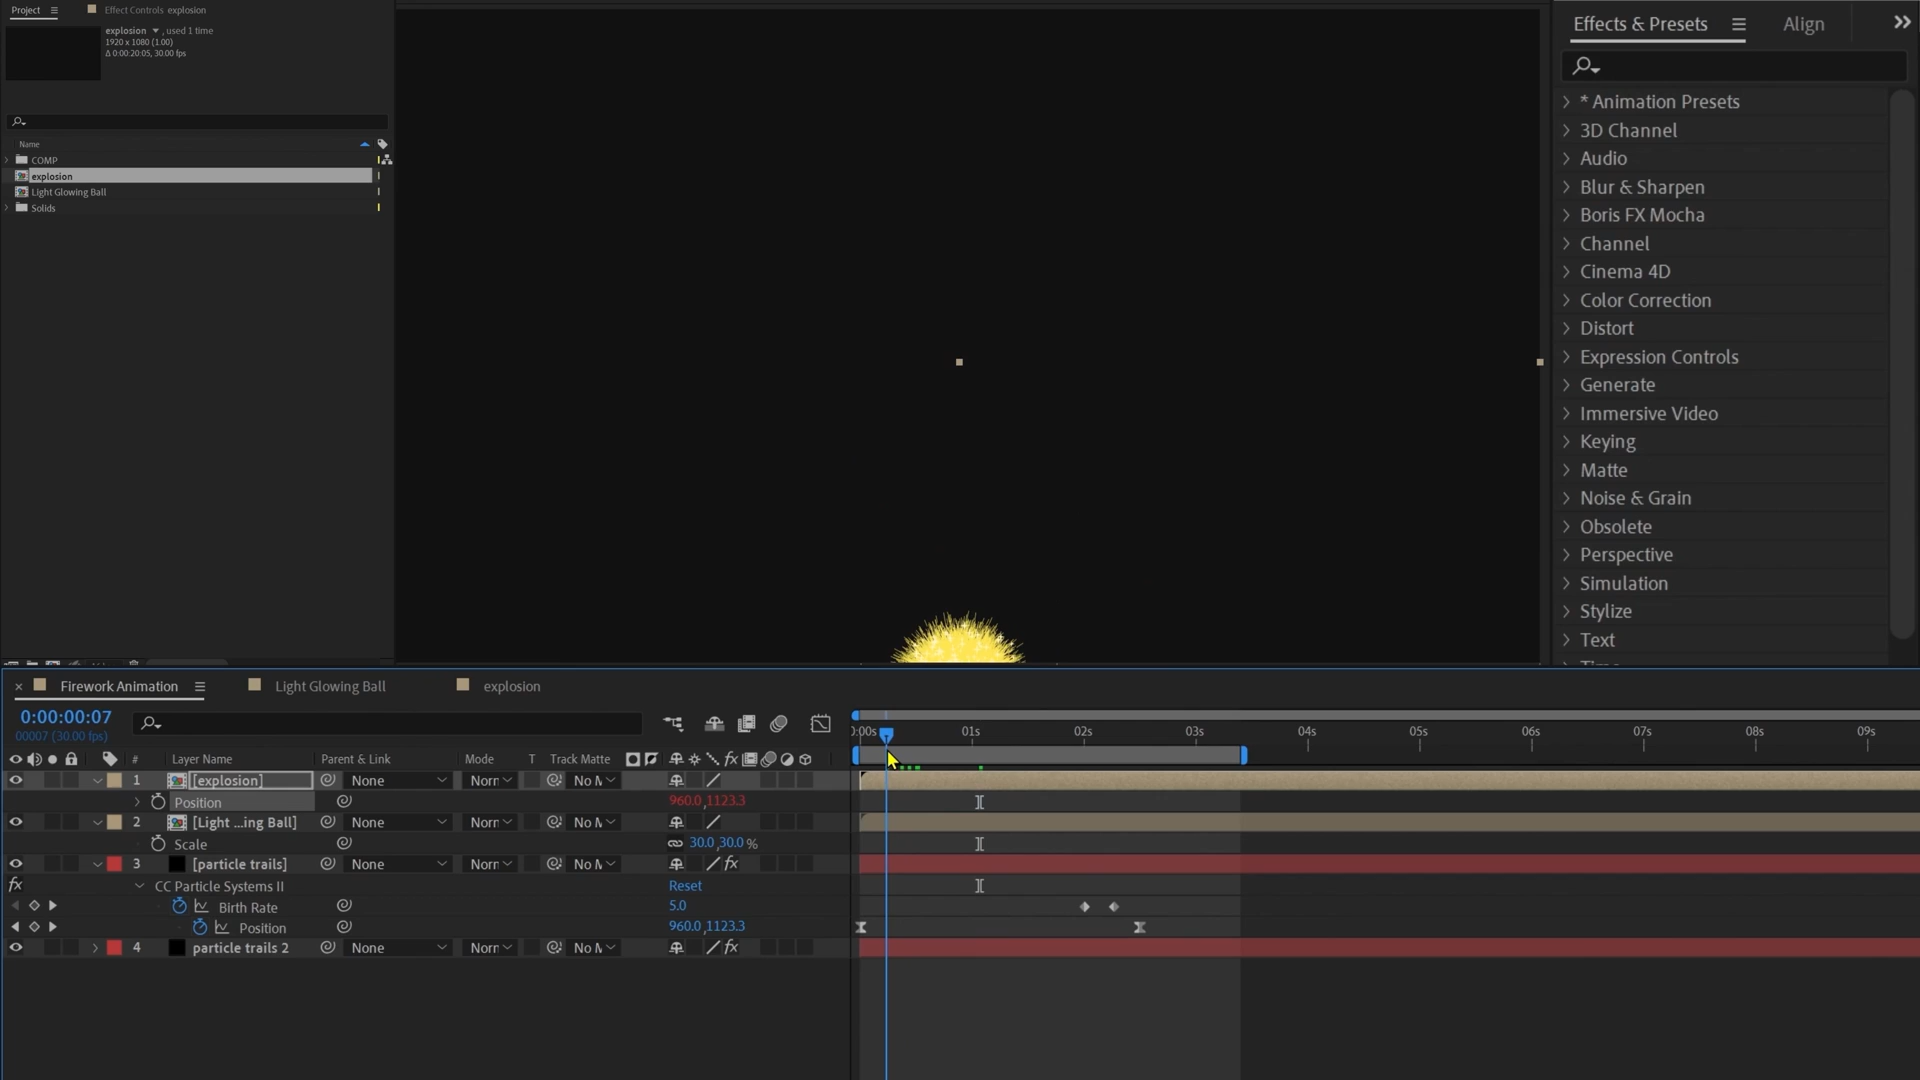 Project
Effect Controls explosion
explosion , used 1 time
1920 x 1080 (1.00)
Δ 0:00:20:05, 30.00 fps
Name
COMP
explosion
Light Glowing Ball
Solids
Effects & Presets
Align
* Animation Presets
3D Channel
Audio
Blur & Sharpen
Boris FX Mocha
Channel
Cinema 4D
Color Correction
Distort
Expression Controls
Generate
Immersive Video
Keying
Matte
Noise & Grain
Obsolete
Perspective
Simulation
Stylize
Text
Firework Animation
Light Glowing Ball
explosion
0:00:00:07
00007 (30.00 fps)
0:00s 01s 02s 03s 04s 05s 06s 07s 08s 09s
# Layer Name Parent & Link Mode T Track Matte
1 [explosion] None Norr No M
Position 960.0,1123.3
2 [Light ...ing Ball] None Norr No M
Scale 30.0,30.0 %
3 [particle trails] None Norr No M
CC Particle Systems II Reset
Birth Rate 5.0
Position 960.0,1123.3
4 particle trails 2 None Norr No M